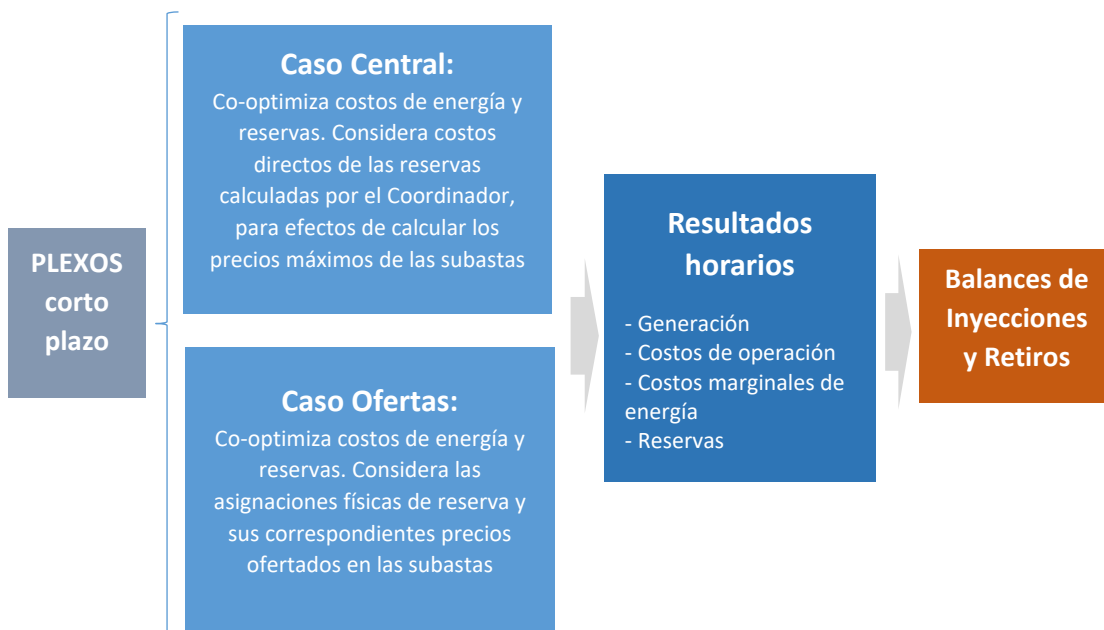 PLEXOS
corto
plazo
Caso Central:
Co-optimiza costos de energía y
reservas. Considera costos
directos de las reservas
calculadas por el Coordinador,
para efectos de calcular los
precios máximos de las subastas
Caso Ofertas:
Co-optimiza costos de energía y
reservas. Considera las
asignaciones físicas de reserva y
sus correspondientes precios
ofertados en las subastas
Resultados
horarios
- Generación
- Costos de operación
- Costos marginales de
energía
- Reservas
Balances de
Inyecciones
y Retiros